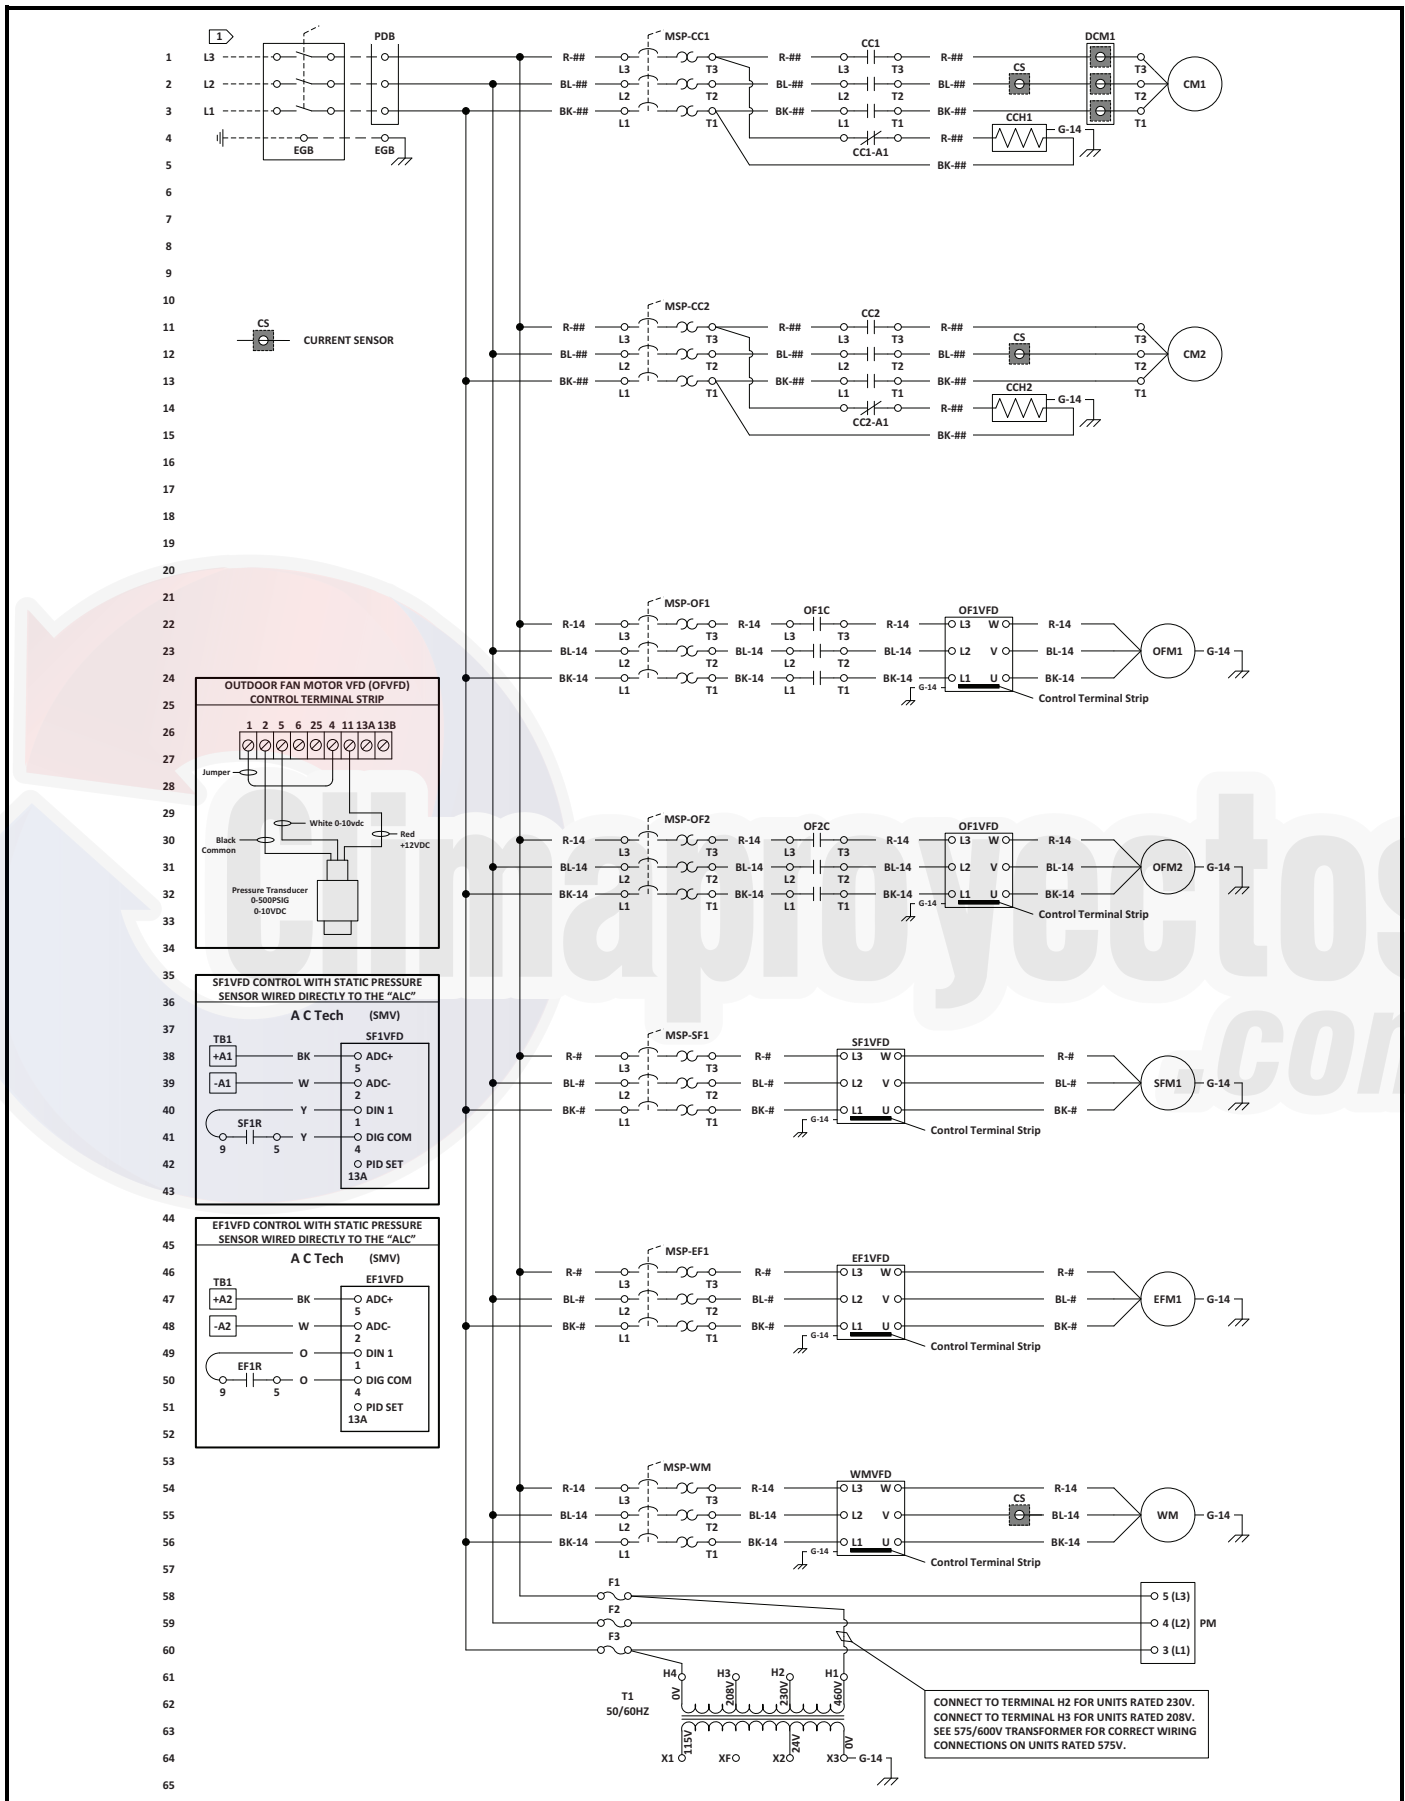 1
PDB
MSP-CC1
CC1
DCM1
1 L3 R-## L3 T3 R-## L3 T3 R-## T3
CS
2 L2 BL-## L2 T2 BL-## L2 T2 BL-## T2 CM1
3 L1 BK-## L1 T1 BK-## L1 T1 BK-## T1
CCH1
4 EGB EGB CC1-A1 R-## G-14
5 BK-##
6
7
8
9
10
MSP-CC2
CC2
11 R-## L3 T3 R-## L3 T3 R-## T3
CS
CURRENT SENSOR
CS
12 BL-## L2 T2 BL-## L2 T2 BL-## T2 CM2
13 BK-## L1 T1 BK-## L1 T1 BK-## T1
CCH2
14 CC2-A1 R-## G-14
15 BK-##
16
17
18
19
20
21
MSP-OF1
OF1C
OF1VFD
22 R-14 L3 T3 R-14 L3 T3 R-14 L3 W R-14
23 BL-14 L2 T2 BL-14 L2 T2 BL-14 L2 V BL-14 OFM1 G-14
24 BK-14 L1 T1 BK-14 L1 T1 BK-14 L1 U BK-14
G-14
Control Terminal Strip
OUTDOOR FAN MOTOR VFD (OFVFD)
CONTROL TERMINAL STRIP
25
26
1 2 5 6 25 4 11 13A 13B
27
Jumper
28
29
White 0-10vdc
Black
Common
Red
+12VDC
Pressure Transducer
0-500PSIG
0-10VDC
MSP-OF2
OF2C
OF1VFD
30 R-14 L3 T3 R-14 L3 T3 R-14 L3 W R-14
31 BL-14 L2 T2 BL-14 L2 T2 BL-14 L2 V BL-14 OFM2 G-14
32 BK-14 L1 T1 BK-14 L1 T1 BK-14 L1 U BK-14
G-14
Control Terminal Strip
33
34
Climaproyectos
.com
35
SF1VFD CONTROL WITH STATIC PRESSURE
SENSOR WIRED DIRECTLY TO THE “ALC”
36
A C Tech (SMV)
37
TB1
SF1VFD
+A1 BK ADC+
5
-A1 W ADC-
2
Y DIN 1
1
SF1R
9 5 Y DIG COM
4
PID SET
13A
MSP-SF1
SF1VFD
38 R-# L3 T3 R-# L3 W R-#
39 BL-# L2 T2 BL-# L2 V BL-# SFM1 G-14
40 BK-# L1 T1 BK-# L1 U BK-#
G-14
Control Terminal Strip
41
42
43
44
EF1VFD CONTROL WITH STATIC PRESSURE
SENSOR WIRED DIRECTLY TO THE “ALC”
45
A C Tech (SMV)
TB1
EF1VFD
+A2 BK ADC+
5
-A2 W ADC-
2
O DIN 1
1
EF1R
9 5 O DIG COM
4
PID SET
13A
MSP-EF1
EF1VFD
46 R-# L3 T3 R-# L3 W R-#
47 BL-# L2 T2 BL-# L2 V BL-# EFM1 G-14
48 BK-# L1 T1 BK-# L1 U BK-#
G-14
Control Terminal Strip
49
50
51
52
53
MSP-WM
WMVFD
54 R-14 L3 T3 R-14 L3 W R-14
CS
55 BL-14 L2 T2 BL-14 L2 V BL-14 WM G-14
56 BK-14 L1 T1 BK-14 L1 U BK-14
G-14
Control Terminal Strip
57
58 F1 5 (L3)
59 F2 4 (L2) PM
60 F3 3 (L1)
61 H4 H3 H2 H1
0V 208V 230V 460V
62 T1
50/60HZ
63
115V 24V 0V
64 X1 XF X2 X3 G-14
65
CONNECT TO TERMINAL H2 FOR UNITS RATED 230V.
CONNECT TO TERMINAL H3 FOR UNITS RATED 208V.
SEE 575/600V TRANSFORMER FOR CORRECT WIRING
CONNECTIONS ON UNITS RATED 575V.